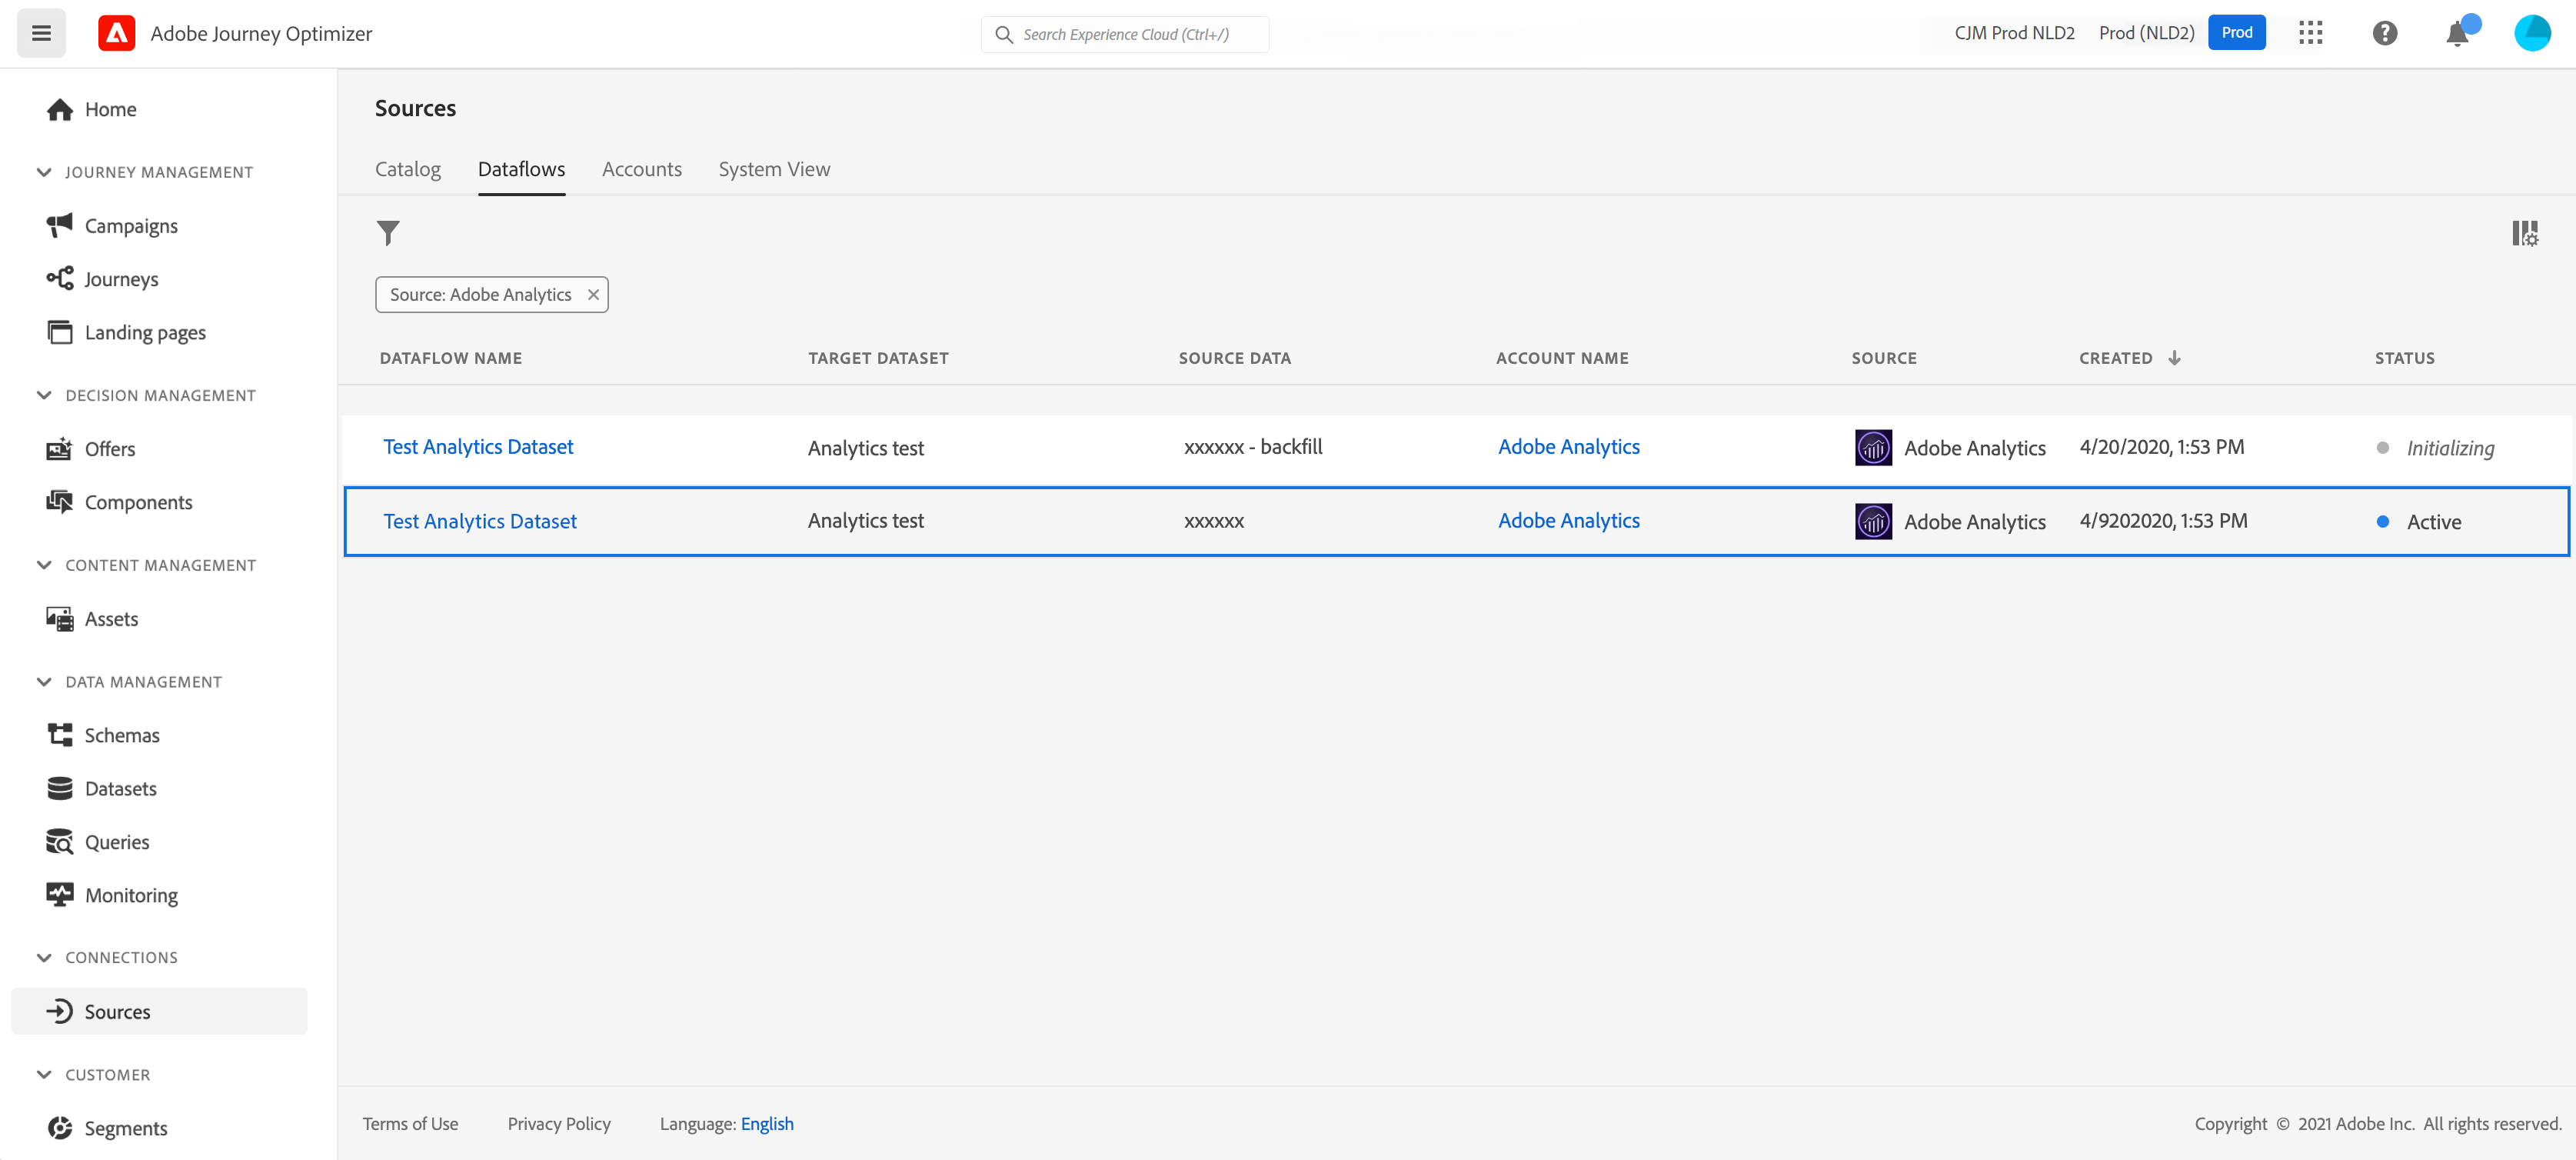 Adobe Journey Optimizer
Search Experience Cloud (Ctrl+/)
CJM Prod NLD2 Prod (NLD2) Prod
Home
JOURNEY MANAGEMENT
Campaigns
Journeys
Landing pages
DECISION MANAGEMENT
Offers
Components
CONTENT MANAGEMENT
Assets
DATA MANAGEMENT
Schemas
Datasets
Queries
Monitoring
CONNECTIONS
Sources
CUSTOMER
Segments
Sources
Catalog Dataflows Accounts System View
Source: Adobe Analytics
DATAFLOW NAME TARGET DATASET SOURCE DATA ACCOUNT NAME SOURCE CREATED STATUS
Test Analytics Dataset Analytics test xxxxxx - backfill Adobe Analytics Adobe Analytics 4/20/2020, 1:53 PM Initializing
Test Analytics Dataset Analytics test xxxxxx Adobe Analytics Adobe Analytics 4/9202020, 1:53 PM Active
Terms of Use Privacy Policy Language: English Copyright © 2021 Adobe Inc. All rights reserved.